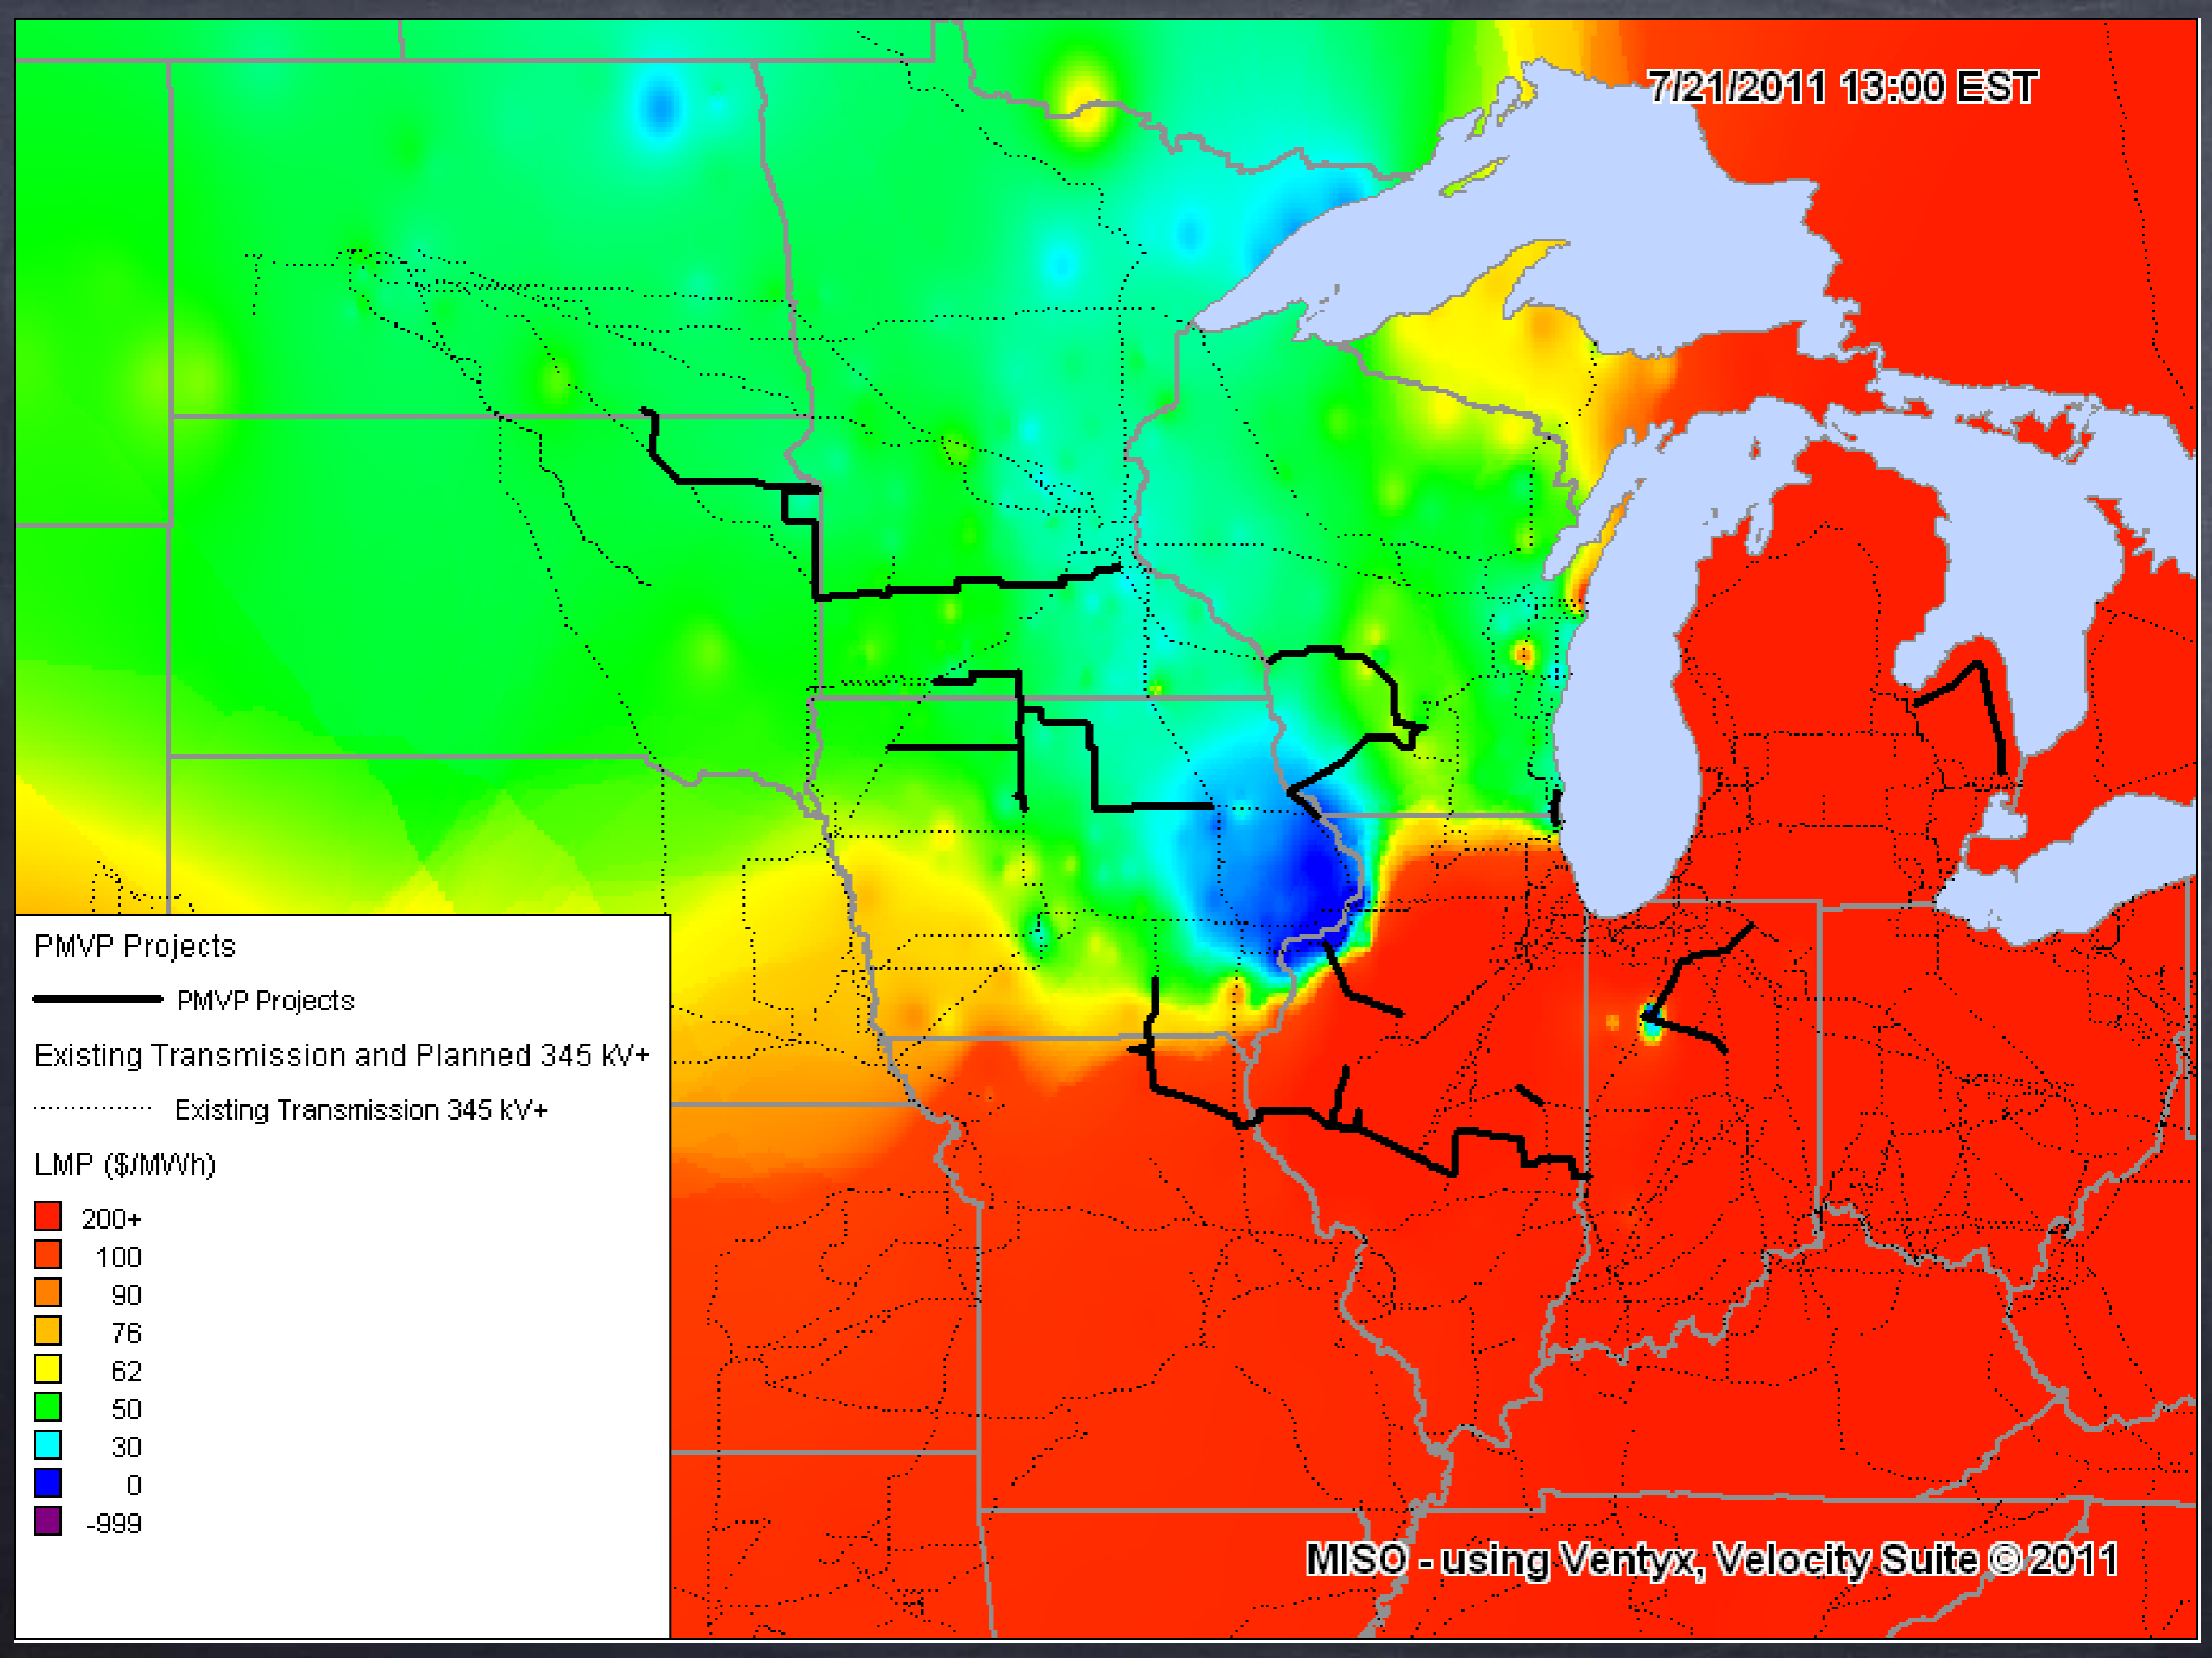 7/21/2011 13:00 EST
PMVP Projects
PMVP Projects
Existing Transmission and Planned 345 kV+
Existing Transmission 345 kV+
LMP ($/MWh)
200+
100
90
76
62
50
30
0
-999
MISO - using Ventyx, Velocity Suite © 2011